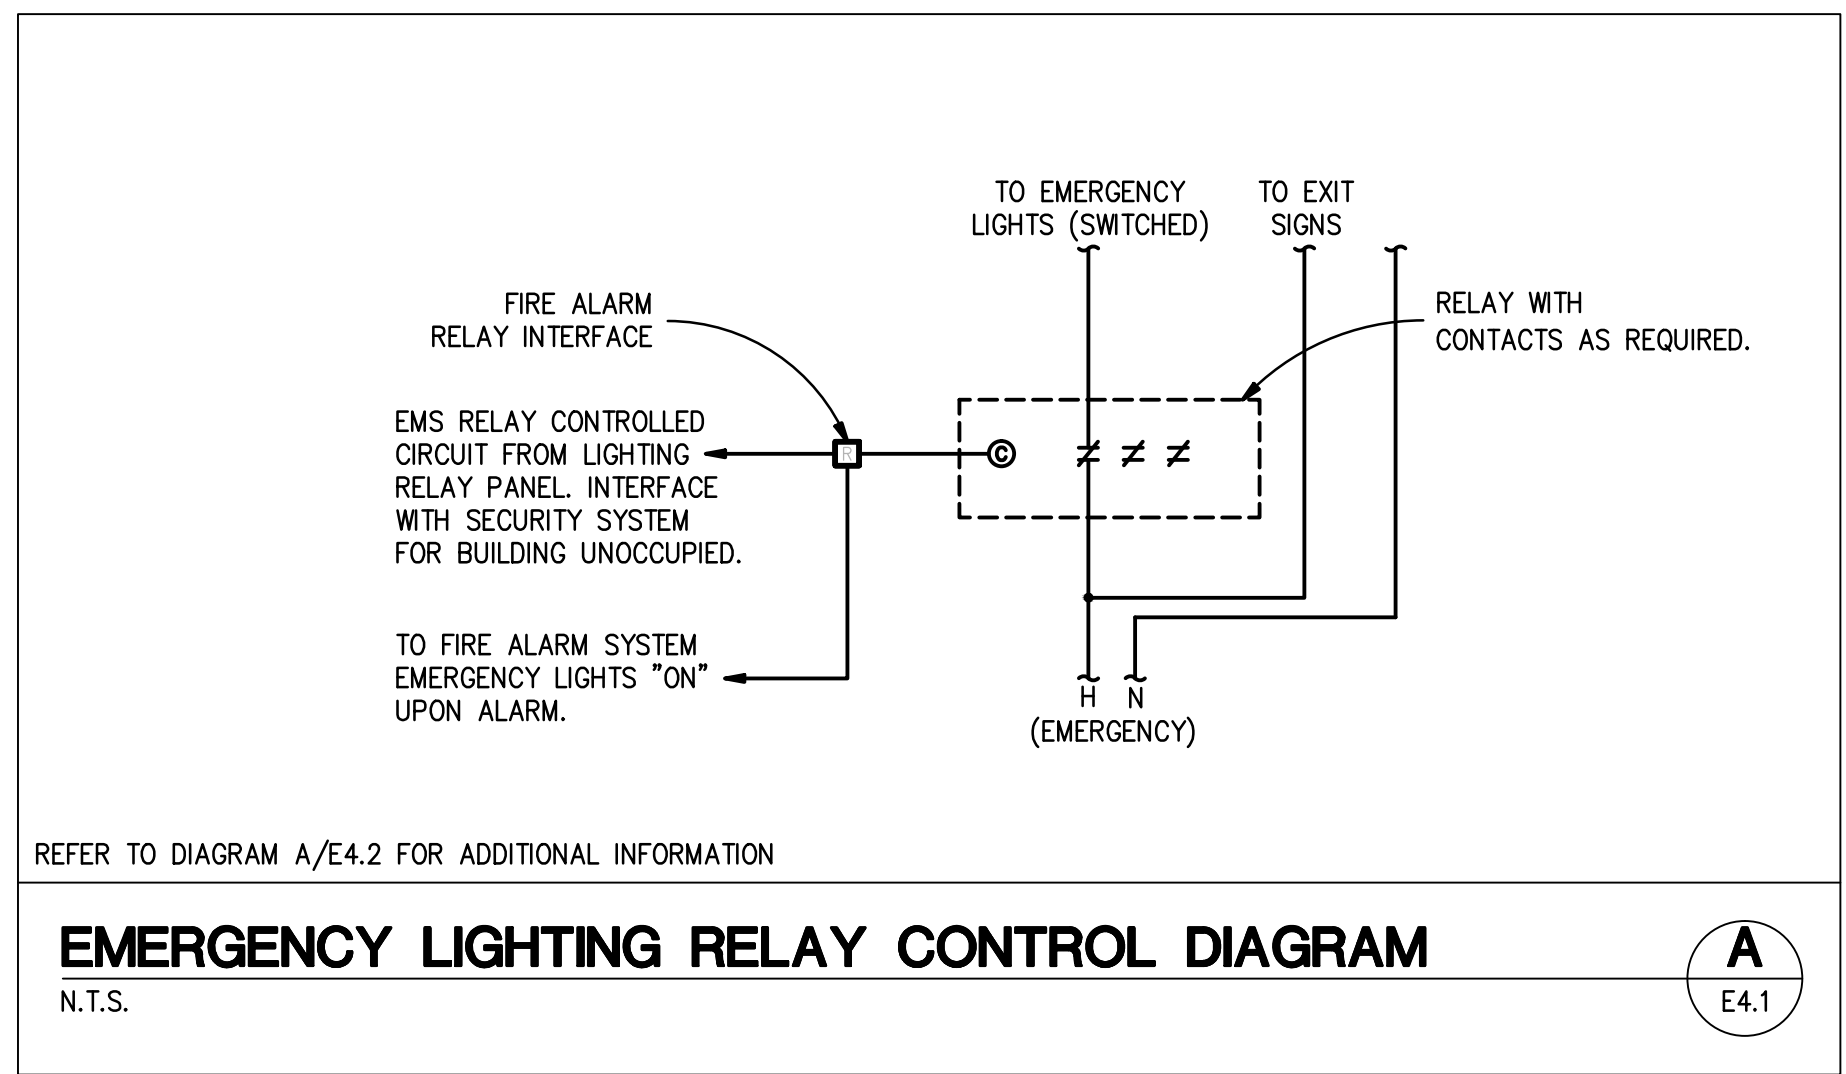 TO EMERGENCY
LIGHTS (SWITCHED)
TO EXIT
SIGNS
FIRE ALARM
RELAY INTERFACE
RELAY WITH
CONTACTS AS REQUIRED.
EMS RELAY CONTROLLED
CIRCUIT FROM LIGHTING
RELAY PANEL. INTERFACE
WITH SECURITY SYSTEM
FOR BUILDING UNOCCUPIED.
R
C
TO FIRE ALARM SYSTEM
EMERGENCY LIGHTS "ON"
UPON ALARM.
H N
(EMERGENCY)
REFER TO DIAGRAM A/E4.2 FOR ADDITIONAL INFORMATION
EMERGENCY LIGHTING RELAY CONTROL DIAGRAM
N.T.S.
A
E4.1